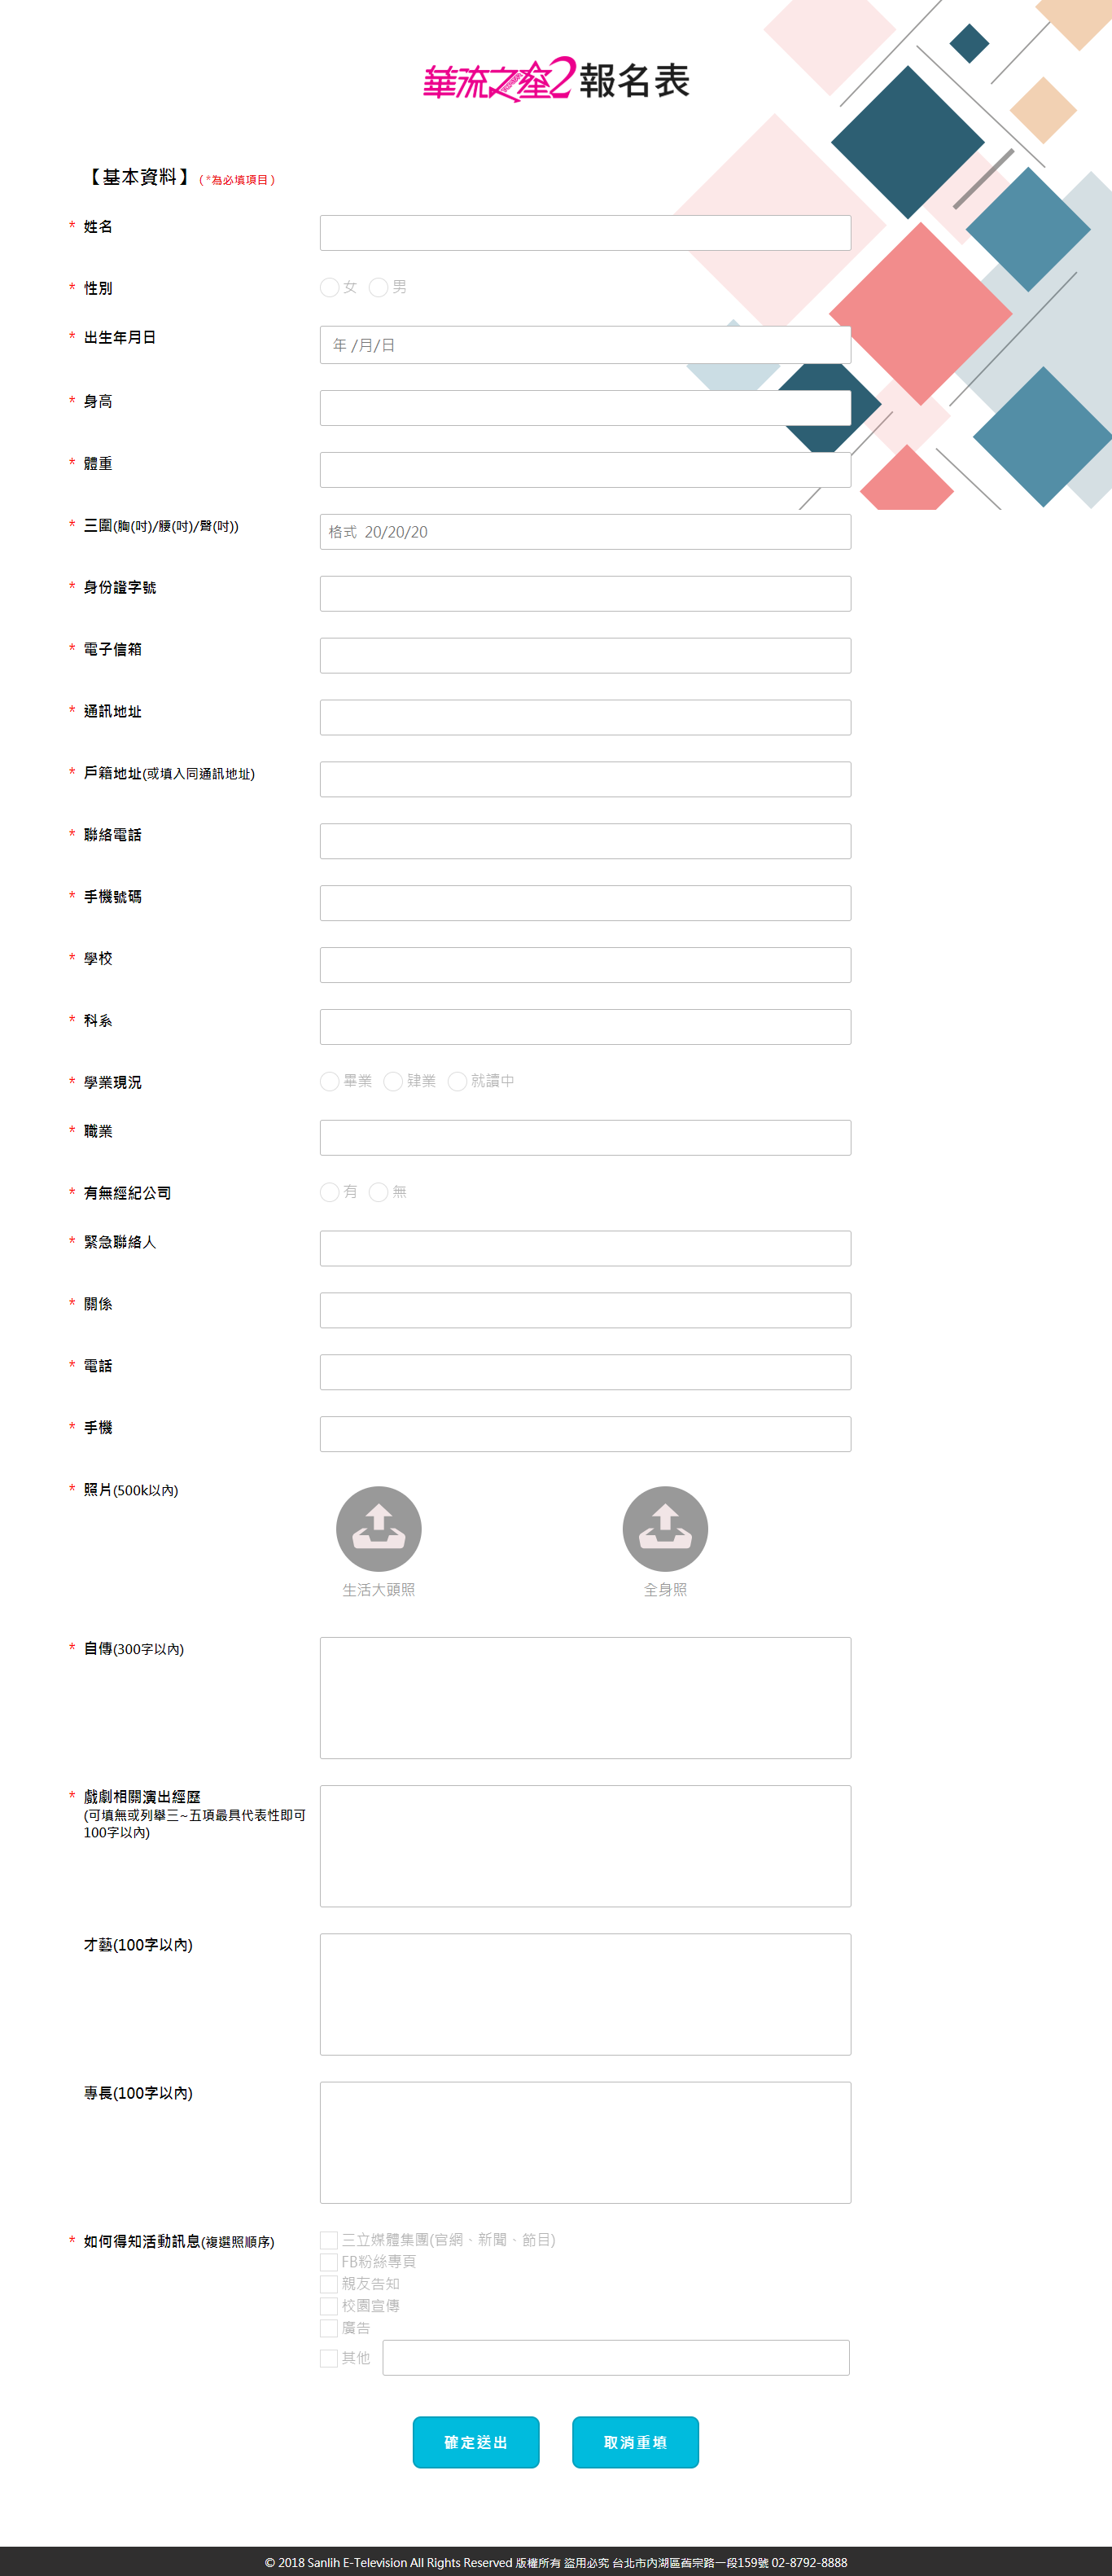 華流之星2報名表
【基本資料】(*為必填項目)
* 姓名
* 性別 女 男
* 出生年月日 年 /月/日
* 身高
* 體重
* 三圍(胸(吋)/腰(吋)/臀(吋)) 格式 20/20/20
* 身份證字號
* 電子信箱
* 通訊地址
* 戶籍地址(或填入同通訊地址)
* 聯絡電話
* 手機號碼
* 學校
* 科系
* 學業現況 畢業 肄業 就讀中
* 職業
* 有無經紀公司 有 無
* 緊急聯絡人
* 關係
* 電話
* 手機
* 照片(500k以內)
生活大頭照 全身照
* 自傳(300字以內)
* 戲劇相關演出經歷
(可填無或列舉三~五項最具代表性即可
100字以內)
才藝(100字以內)
專長(100字以內)
* 如何得知活動訊息(複選照順序) 三立媒體集團(官網、新聞、節目)
FB粉絲專頁
親友告知
校園宣傳
廣告
其他
確定送出 取消重填
© 2018 Sanlih E-Television All Rights Reserved 版權所有 盜用必究 台北市內湖區舊宗路一段159號 02-8792-8888